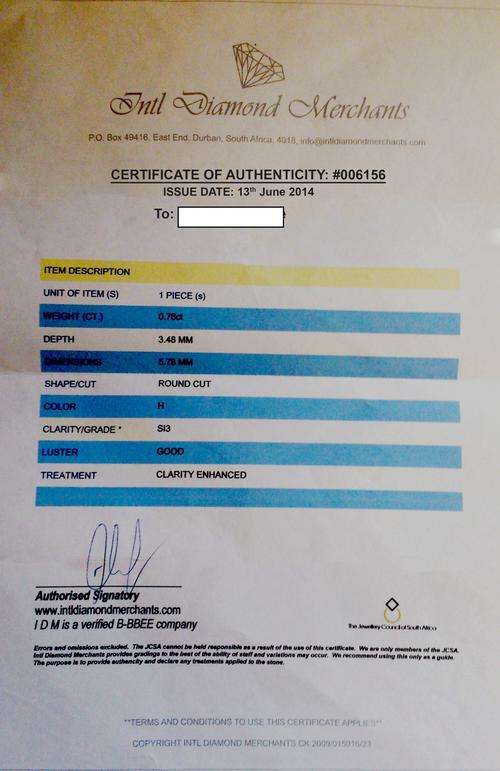 Intl Diamond Merchants
P.O. Box 49416, East End, Durban, South Africa, 4018, info@intldiamondmerchants.com
CERTIFICATE OF AUTHENTICITY: #006156
ISSUE DATE: 13th June 2014
To:
ITEM DESCRIPTION
UNIT OF ITEM (S) 1 PIECE (s)
WEIGHT (CT.) 0.76ct
DEPTH 3.48 MM
DIMENSIONS 5.78 MM
SHAPE/CUT ROUND CUT
COLOR H
CLARITY/GRADE * SI3
LUSTER GOOD
TREATMENT CLARITY ENHANCED
Authorised Signatory
www.intldiamondmerchants.com
I D M is a verified B-BBEE company
The Jewellery Council of South Africa
Errors and omissions excluded. The JCSA cannot be held responsible as a result of the use of this certificate. We are only members of the JCSA.
Intl Diamond Merchants provides gradings to the best of the ability of staff and variations may occur. We recommend using this only as a guide.
The purpose is to provide authencity and declare any treatments applied to the stone.
**TERMS AND CONDITIONS TO USE THIS CERTIFICATE APPLIES**
COPYRIGHT INTL DIAMOND MERCHANTS CK 2009/015016/23